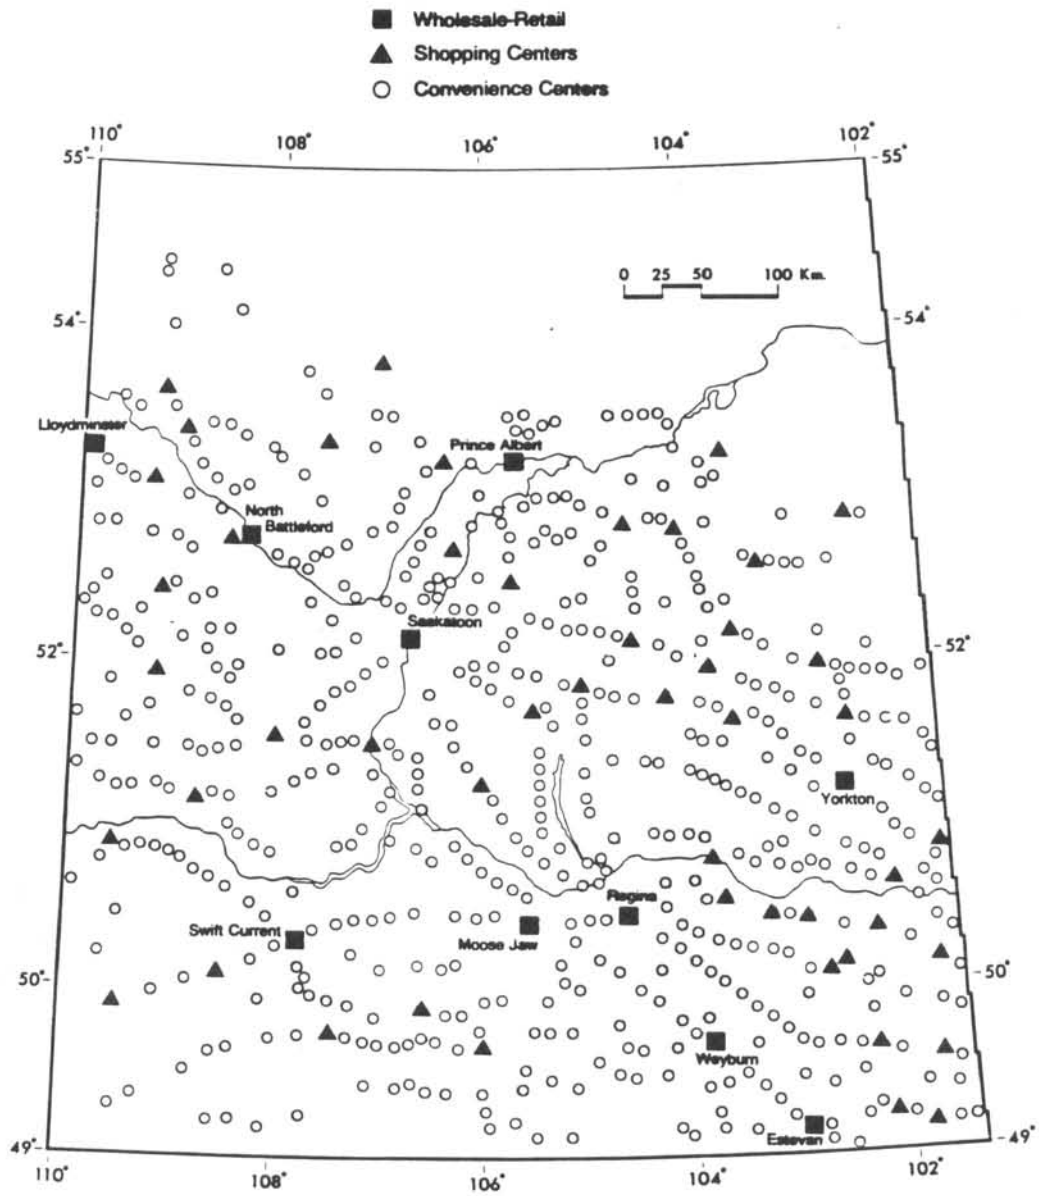 Wholesale-Retail
Shopping Centers
Convenience Centers
110° 108° 106° 104° 102°
55° 55°
0 25 50 100 Km.
54° 54°
Lloydminster
Prince Albert
North
Battleford
Saskatoon
52° 52°
Yorkton
Regina
Swift Current
Moose Jaw
50° 50°
Weyburn
Estevan
49° 49°
110° 108° 106° 104° 102°